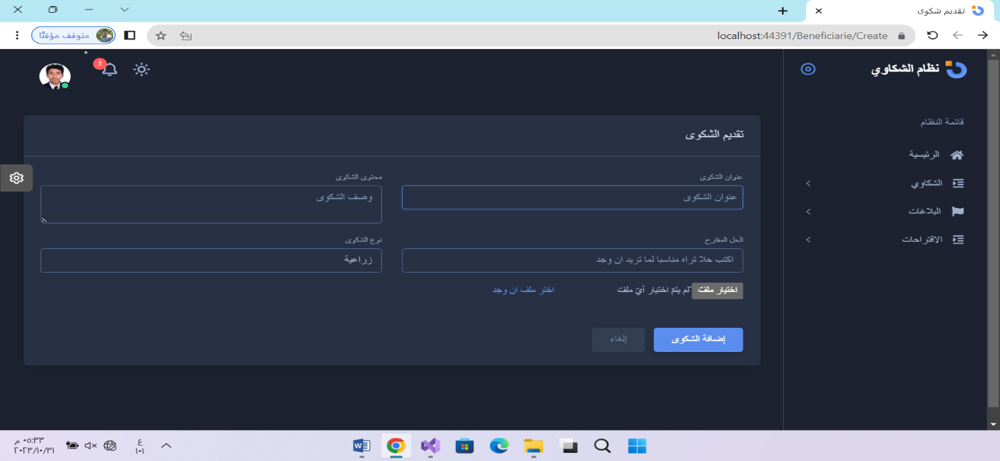 تقديم شكوى
localhost:44391/Beneficiarie/Create
متوقف مؤقتًا
نظام الشكاوي
5
قائمة النظام
الرئيسية
الشكاوي
البلاغات
الاقتراحات
تقديم الشكوى
عنوان الشكوى
عنوان الشكوى
محتوى الشكوى
وصف الشكوى
الحل المقترح
اكتب حلا تراه مناسبا لما تريد ان وجد
نوع الشكوى
زراعية
اختيار ملف لم يتمّ اختيار أيّ ملف
اختر ملف ان وجد
إضافة الشكوى
إلغاء
ع
١٠١
٠٥:٣٣ م
٢٠٢٣/١٠/٣١